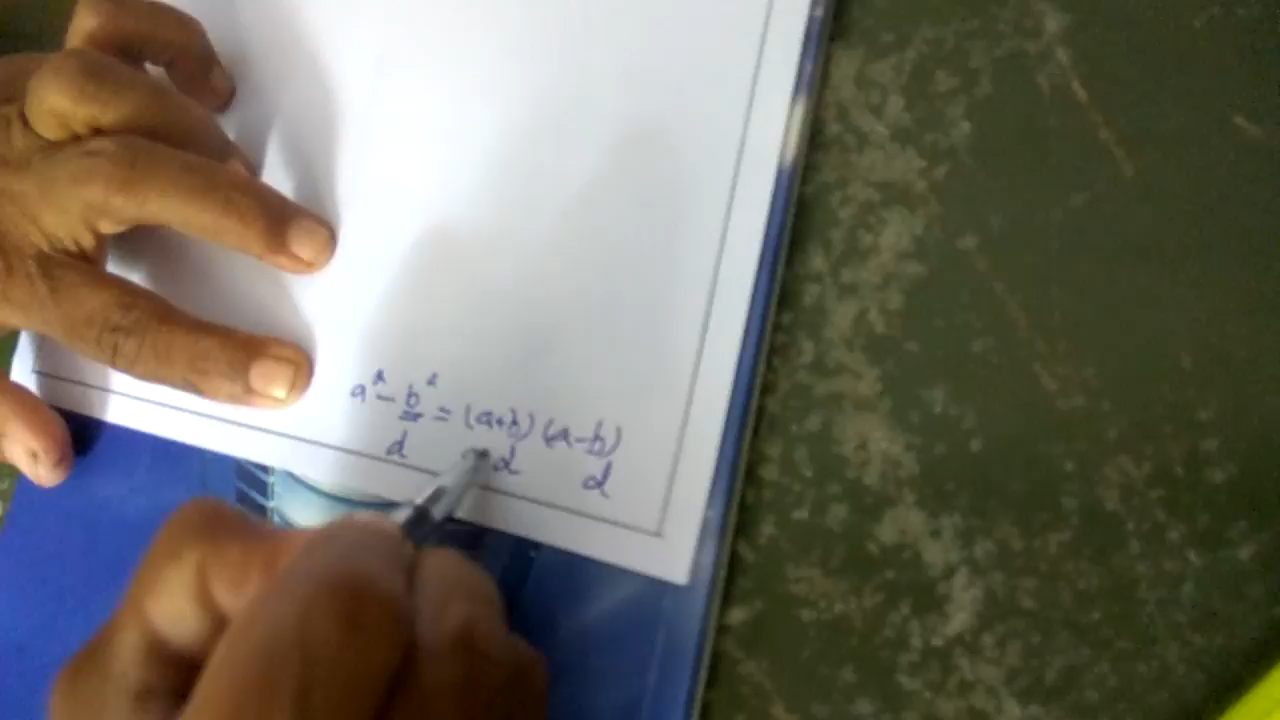 a² - b² = (a+b) (a-b)
d d d